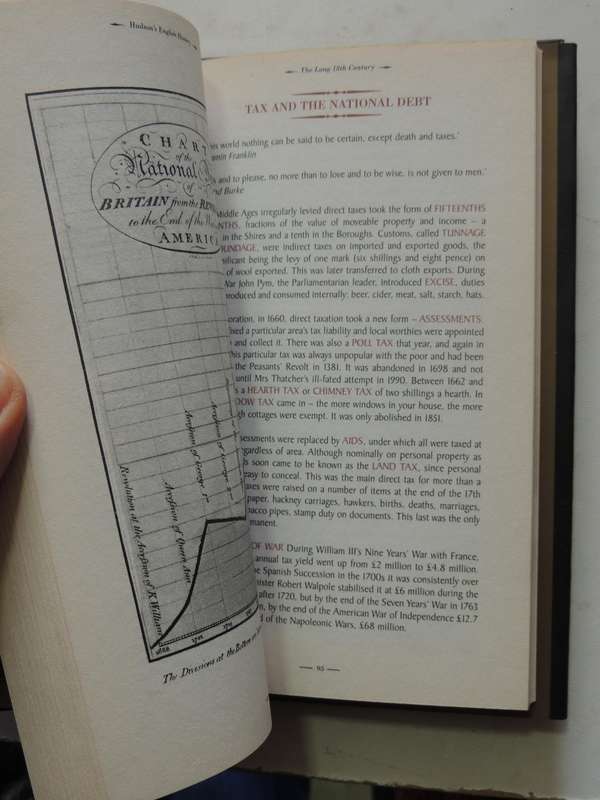 Hudson's English History
CHART
of the
National
of
BRITAIN from the
to the End of the
AMERIC
Revolution at the Accession of K. William
Accession of Queen Ann
Accession of George 1st
Accession of George 2nd
1688
1701
The Divisions at the Bottom
The Long 18th Century
TAX AND THE NATIONAL DEBT
world nothing can be said to be certain, except death and taxes.'
Franklin
and to please, no more than to love and to be wise, is not given to men.'
Burke
Middle Ages irregularly levied direct taxes took the form of FIFTEENTHS
fractions of the value of moveable property and income – a
in the Shires and a tenth in the Boroughs. Customs, called TUNNAGE
were indirect taxes on imported and exported goods, the
being the levy of one mark (six shillings and eight pence) on
of wool exported. This was later transferred to cloth exports. During
War John Pym, the Parliamentarian leader, introduced EXCISE, duties
and consumed internally: beer, cider, meat, salt, starch, hats.
in 1660, direct taxation took a new form – ASSESSMENTS.
a particular area's tax liability and local worthies were appointed
and collect it. There was also a POLL TAX that year, and again in
particular tax was always unpopular with the poor and had been
the Peasants' Revolt in 1381. It was abandoned in 1698 and not
until Mrs Thatcher's ill-fated attempt in 1990. Between 1662 and
a HEARTH TAX or CHIMNEY TAX of two shillings a hearth. In
TAX came in – the more windows in your house, the more
cottages were exempt. It was only abolished in 1851.
were replaced by AIDS, under which all were taxed at
regardless of area. Although nominally on personal property as
soon came to be known as the LAND TAX, since personal
easy to conceal. This was the main direct tax for more than a
were raised on a number of items at the end of the 17th
paper, hackney carriages, hawkers, births, deaths, marriages,
pipes, stamp duty on documents. This last was the only
OF WAR During William III's Nine Years' War with France,
annual tax yield went up from £2 million to £4.8 million.
Spanish Succession in the 1700s it was consistently over
Robert Walpole stabilised it at £6 million during the
after 1720, but by the end of the Seven Years' War in 1763
by the end of the American War of Independence £12.7
of the Napoleonic Wars, £68 million.